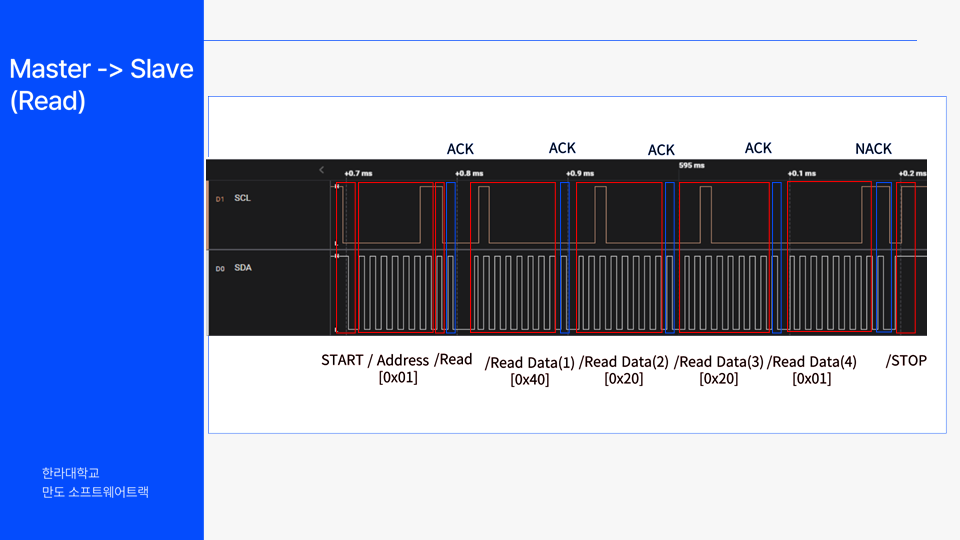 Master -> Slave
(Read)
ACK ACK ACK ACK NACK
595 ms
+0.7 ms +0.8 ms +0.9 ms +0.1 ms +0.2 ms
D1 SCL
D0 SDA
START / Address /Read /Read Data(1) /Read Data(2) /Read Data(3) /Read Data(4) /STOP
[0x01] [0x40] [0x20] [0x20] [0x01]
한라대학교
만도 소프트웨어트랙